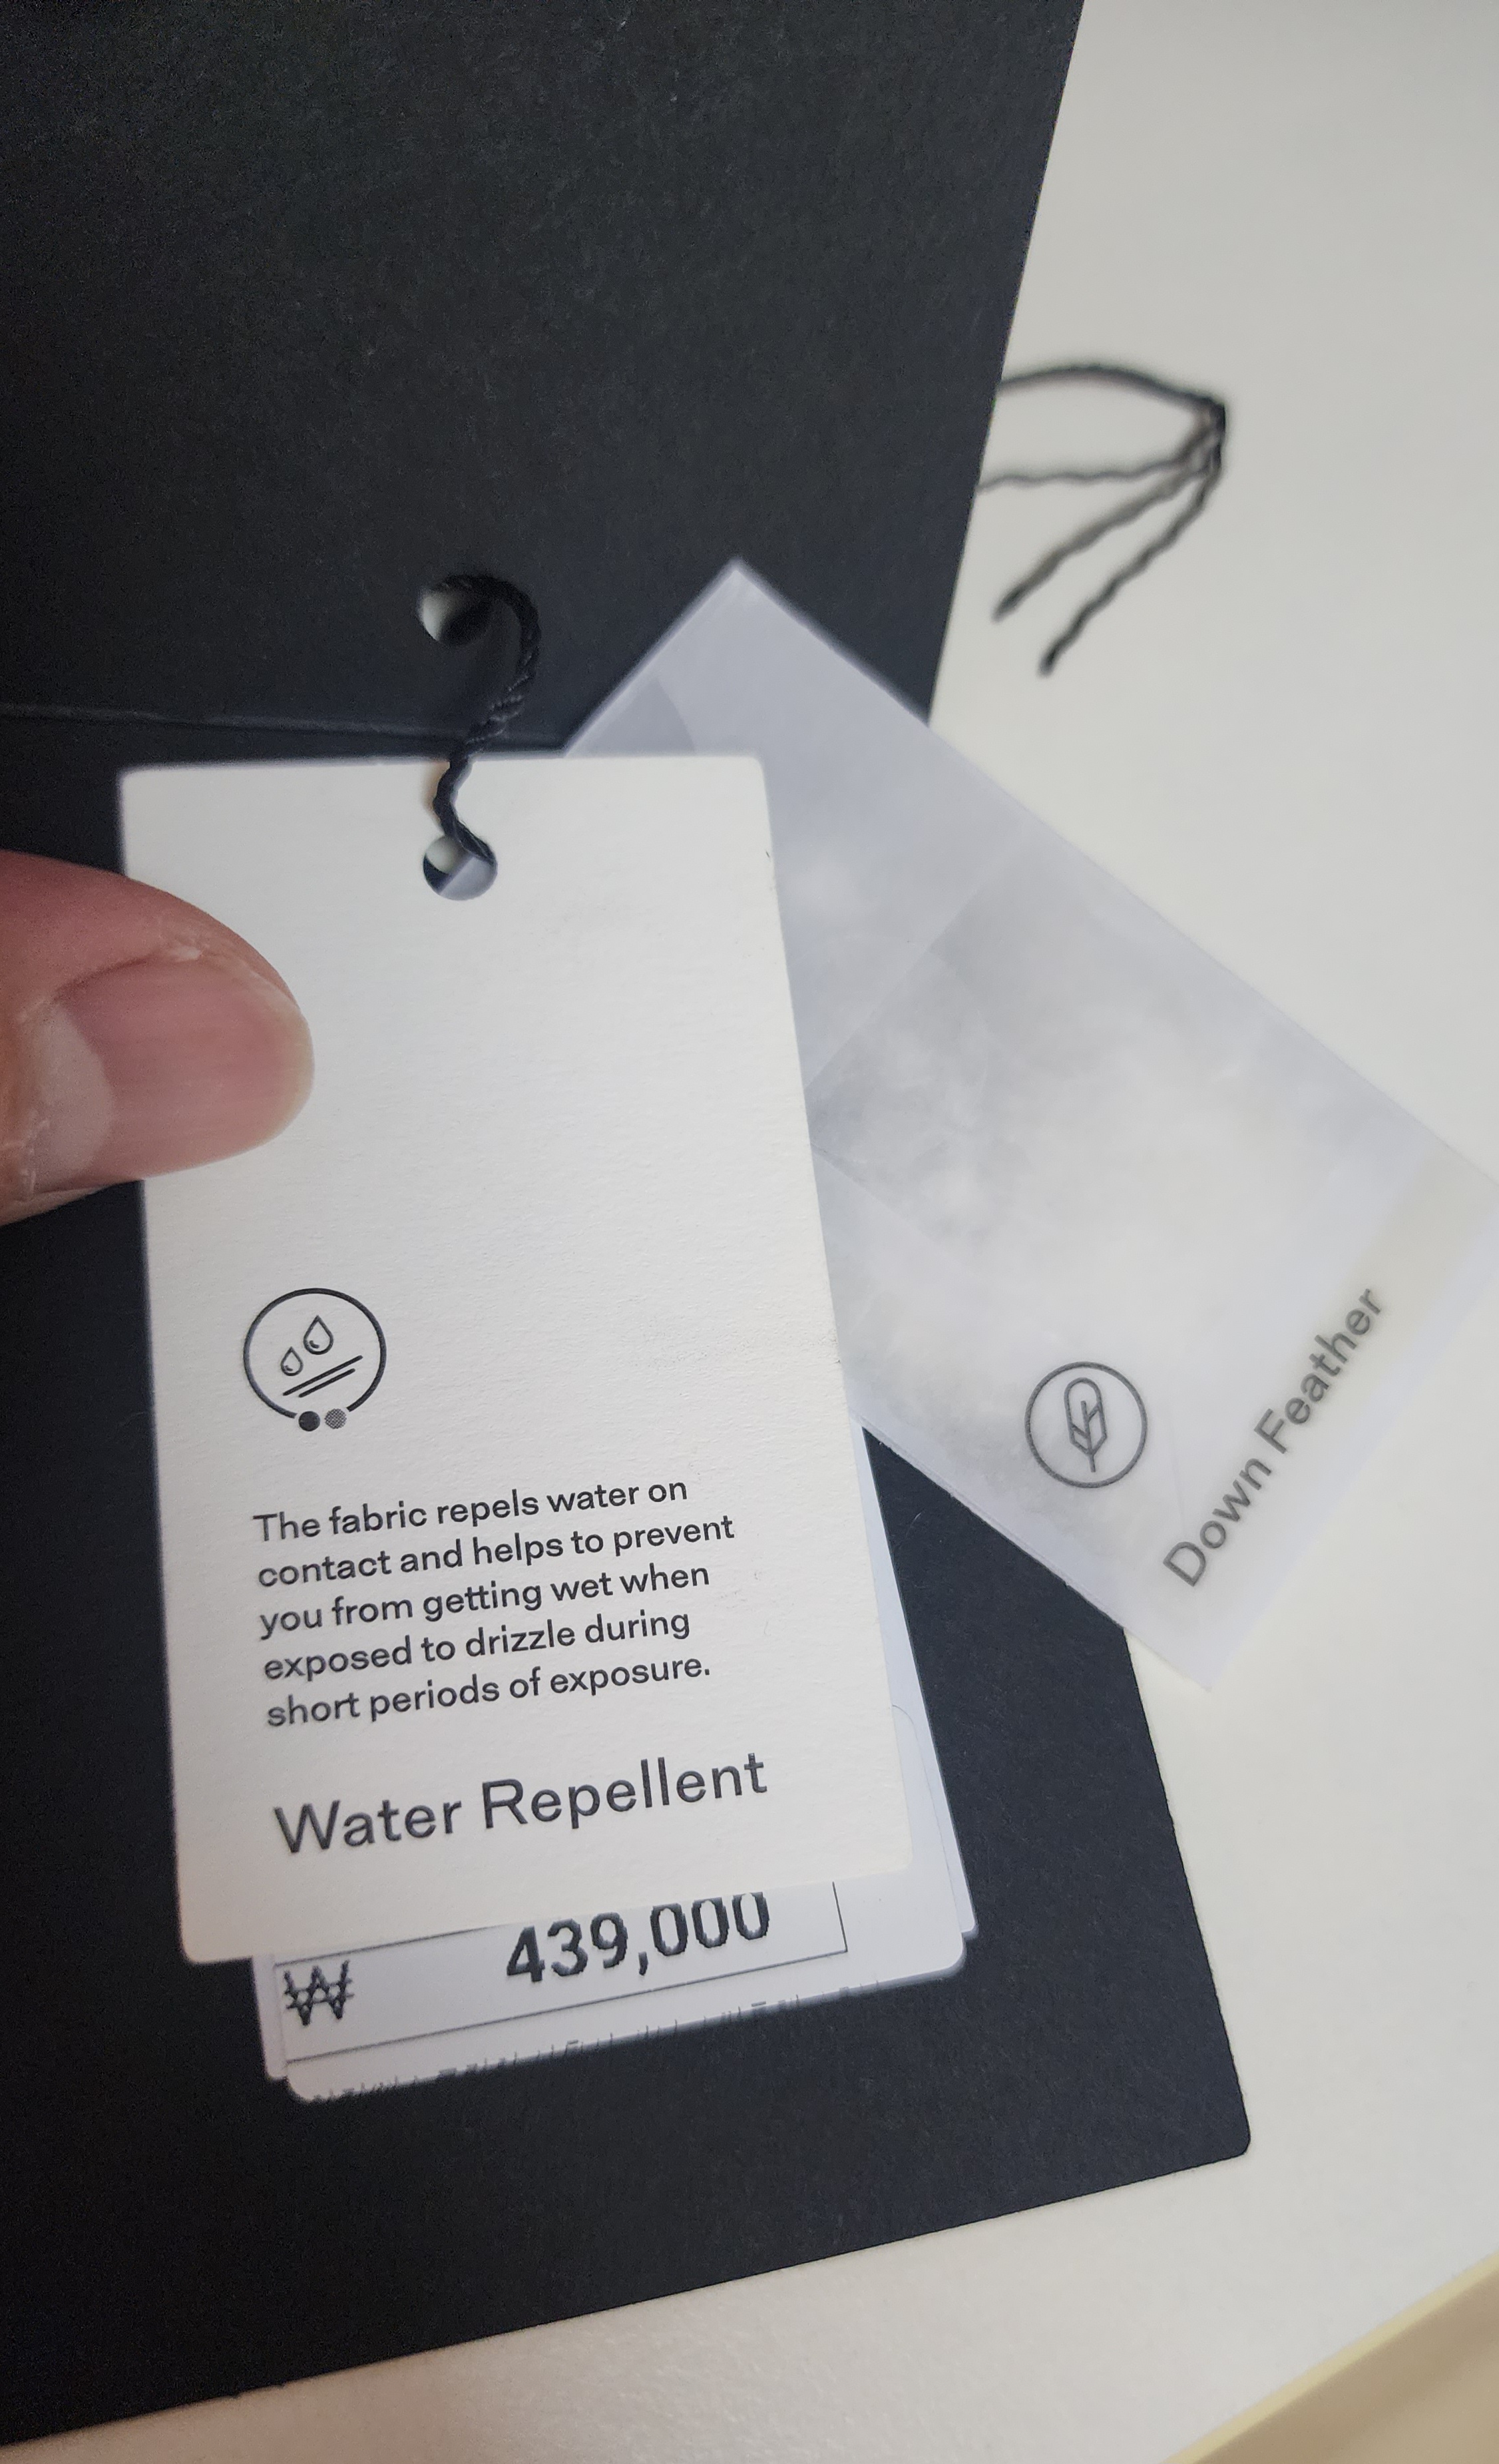 The fabric repels water on
contact and helps to prevent
you from getting wet when
exposed to drizzle during
short periods of exposure.
Water Repellent
₩ 439,000
Down Feather